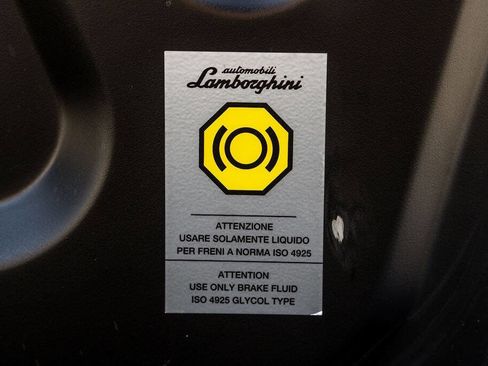 automobili
Lamborghini
ATTENZIONE
USARE SOLAMENTE LIQUIDO
PER FRENI A NORMA ISO 4925
ATTENTION
USE ONLY BRAKE FLUID
ISO 4925 GLYCOL TYPE